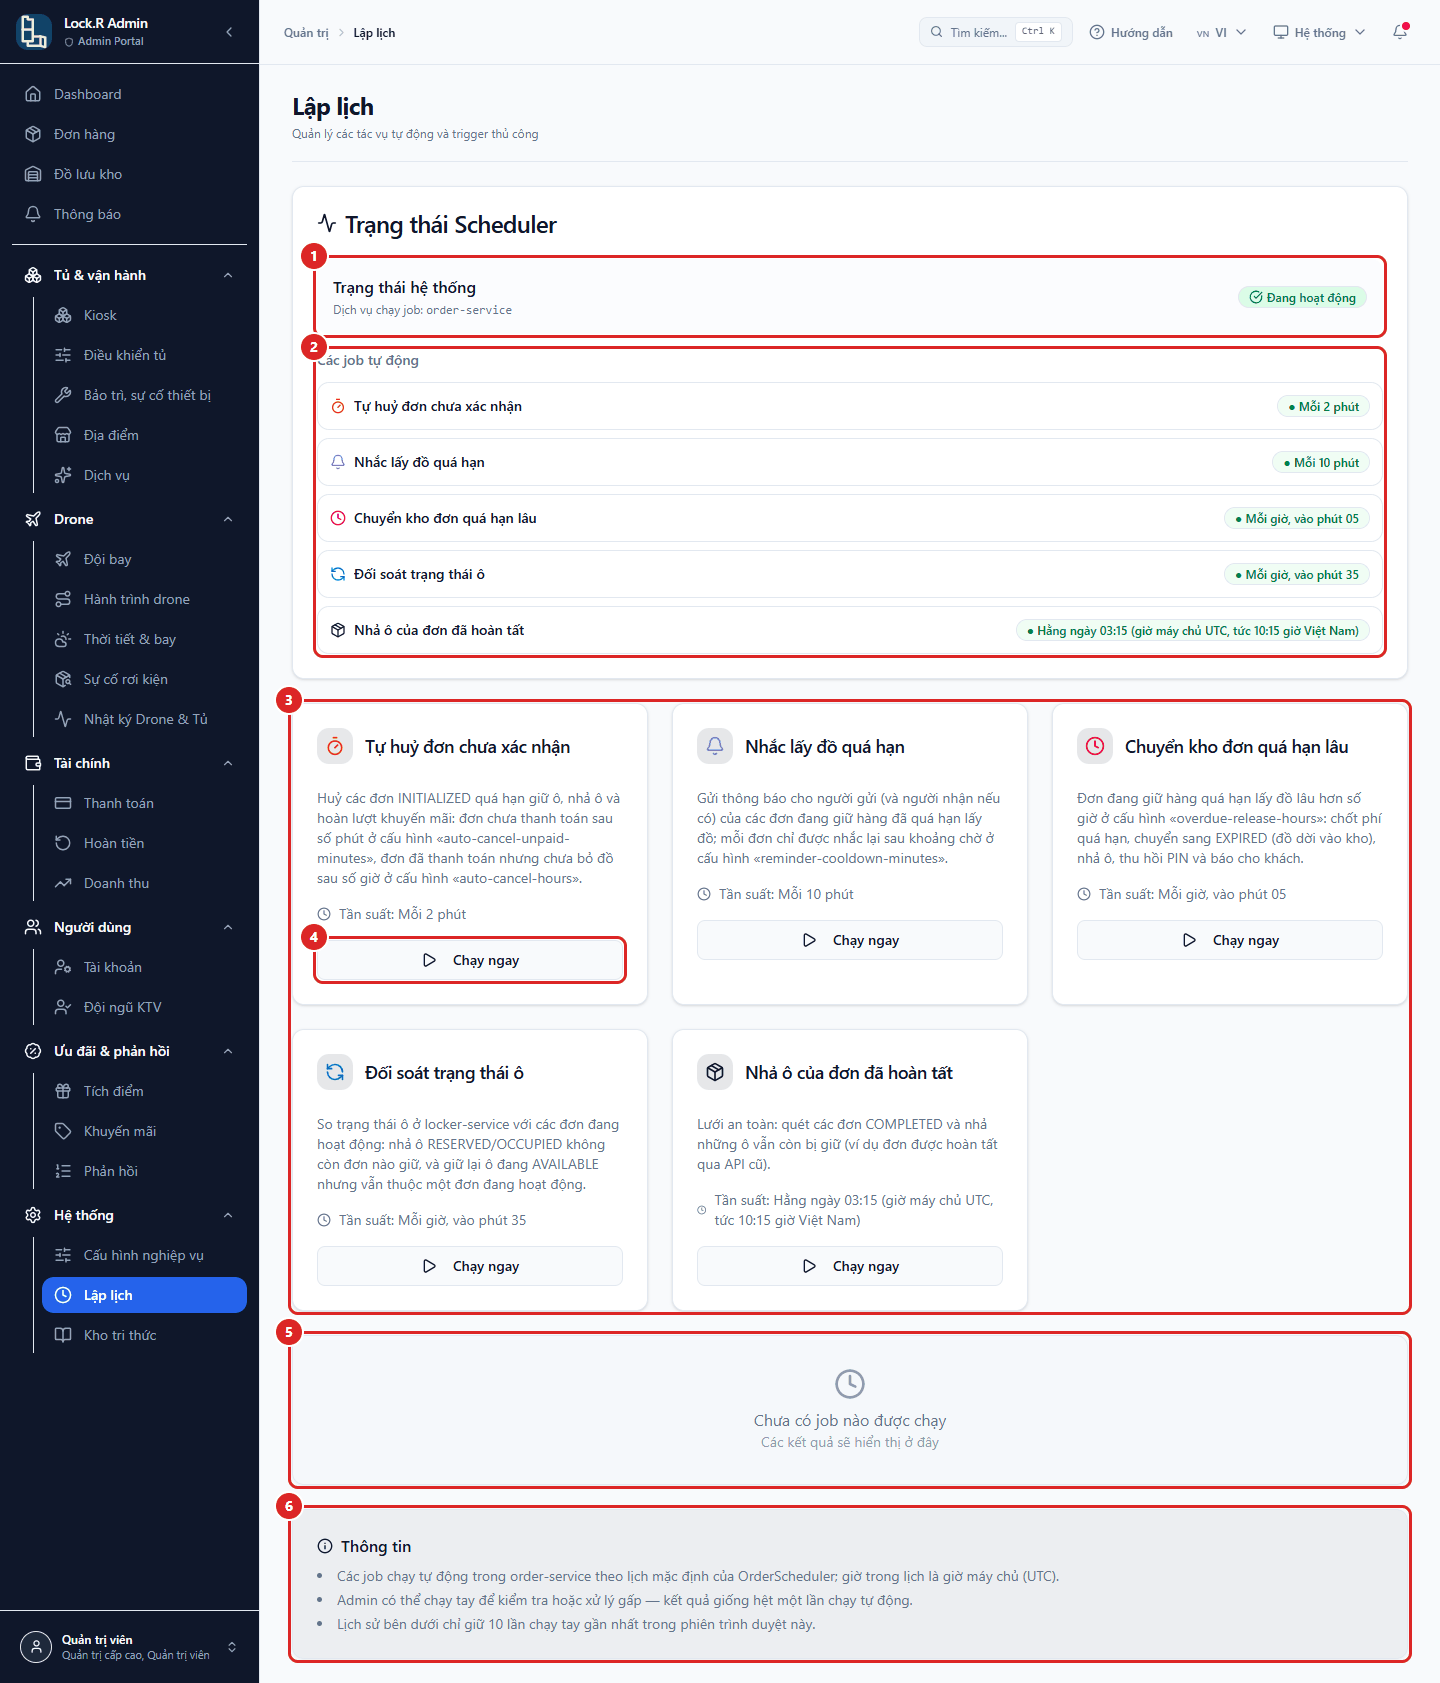 Lock.R Admin
Admin Portal
Dashboard
Đơn hàng
Đồ lưu kho
Thông báo
Tủ & vận hành
Kiosk
Điều khiển tủ
Bảo trì, sự cố thiết bị
Địa điểm
Dịch vụ
Drone
Đội bay
Hành trình drone
Thời tiết & bay
Sự cố rơi kiện
Nhật ký Drone & Tủ
Tài chính
Thanh toán
Hoàn tiền
Doanh thu
Người dùng
Tài khoản
Đội ngũ KTV
Ưu đãi & phản hồi
Tích điểm
Khuyến mãi
Phản hồi
Hệ thống
Cấu hình nghiệp vụ
Lập lịch
Kho tri thức
Quản trị viên
Quản trị cấp cao, Quản trị viên
Quản trị > Lập lịch
Tìm kiếm... Ctrl K
Hướng dẫn
VN VI
Hệ thống
Lập lịch
Quản lý các tác vụ tự động và trigger thủ công
Trạng thái Scheduler
1
Trạng thái hệ thống
Dịch vụ chạy job: order-service
Đang hoạt động
2
Các job tự động
Tự huỷ đơn chưa xác nhận
● Mỗi 2 phút
Nhắc lấy đồ quá hạn
● Mỗi 10 phút
Chuyển kho đơn quá hạn lâu
● Mỗi giờ, vào phút 05
Đối soát trạng thái ô
● Mỗi giờ, vào phút 35
Nhả ô của đơn đã hoàn tất
● Hằng ngày 03:15 (giờ máy chủ UTC, tức 10:15 giờ Việt Nam)
3
Tự huỷ đơn chưa xác nhận
Huỷ các đơn INITIALIZED quá hạn giữ ô, nhả ô và
hoàn lượt khuyến mãi: đơn chưa thanh toán sau
số phút ở cấu hình «auto-cancel-unpaid-
minutes», đơn đã thanh toán nhưng chưa bỏ đồ
sau số giờ ở cấu hình «auto-cancel-hours».
Tần suất: Mỗi 2 phút
4
Chạy ngay
Nhắc lấy đồ quá hạn
Gửi thông báo cho người gửi (và người nhận nếu
có) của các đơn đang giữ hàng đã quá hạn lấy
đồ; mỗi đơn chỉ được nhắc lại sau khoảng chờ ở
cấu hình «reminder-cooldown-minutes».
Tần suất: Mỗi 10 phút
Chạy ngay
Chuyển kho đơn quá hạn lâu
Đơn đang giữ hàng quá hạn lấy đồ lâu hơn số
giờ ở cấu hình «overdue-release-hours»: chốt phí
quá hạn, chuyển sang EXPIRED (đồ dời vào kho),
nhả ô, thu hồi PIN và báo cho khách.
Tần suất: Mỗi giờ, vào phút 05
Chạy ngay
Đối soát trạng thái ô
So trạng thái ô ở locker-service với các đơn đang
hoạt động: nhả ô RESERVED/OCCUPIED không
còn đơn nào giữ, và giữ lại ô đang AVAILABLE
nhưng vẫn thuộc một đơn đang hoạt động.
Tần suất: Mỗi giờ, vào phút 35
Chạy ngay
Nhả ô của đơn đã hoàn tất
Lưới an toàn: quét các đơn COMPLETED và nhả
những ô vẫn còn bị giữ (ví dụ đơn được hoàn tất
qua API cũ).
Tần suất: Hằng ngày 03:15 (giờ máy chủ UTC,
tức 10:15 giờ Việt Nam)
Chạy ngay
5
Chưa có job nào được chạy
Các kết quả sẽ hiển thị ở đây
6
Thông tin
• Các job chạy tự động trong order-service theo lịch mặc định của OrderScheduler; giờ trong lịch là giờ máy chủ (UTC).
• Admin có thể chạy tay để kiểm tra hoặc xử lý gấp — kết quả giống hệt một lần chạy tự động.
• Lịch sử bên dưới chỉ giữ 10 lần chạy tay gần nhất trong phiên trình duyệt này.